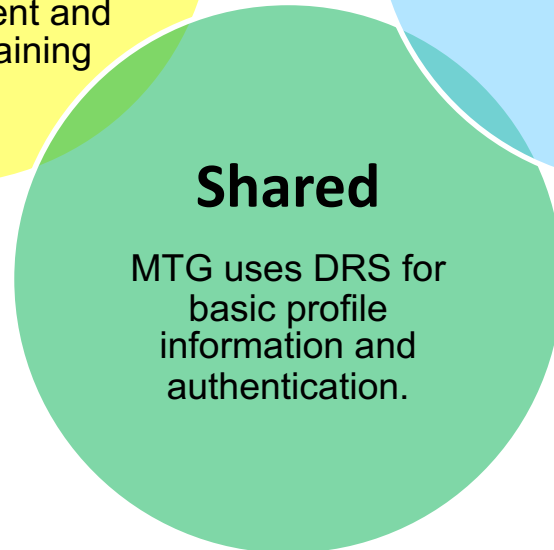 ent and
aining
Shared
MTG uses DRS for
basic profile
information and
authentication.